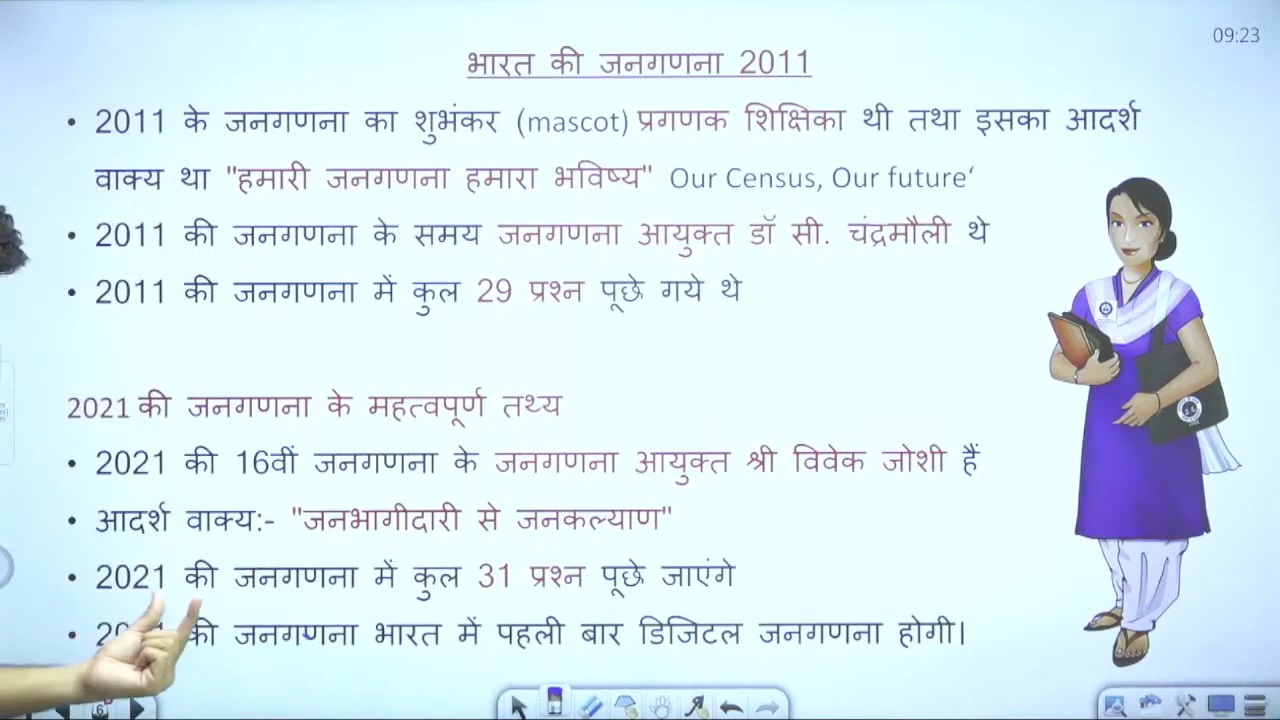 09:23
भारत की जनगणना 2011
• 2011 के जनगणना का शुभंकर (mascot) प्रगणक शिक्षिका थी तथा इसका आदर्श
वाक्य था "हमारी जनगणना हमारा भविष्य" Our Census, Our future‘
• 2011 की जनगणना के समय जनगणना आयुक्त डॉ सी. चंद्रमौली थे
• 2011 की जनगणना में कुल 29 प्रश्न पूछे गये थे
2021 की जनगणना के महत्वपूर्ण तथ्य
• 2021 की 16वीं जनगणना के जनगणना आयुक्त श्री विवेक जोशी हैं
• आदर्श वाक्य:- "जनभागीदारी से जनकल्याण"
• 2021 की जनगणना में कुल 31 प्रश्न पूछे जाएंगे
• की जनगणना भारत में पहली बार डिजिटल जनगणना होगी।